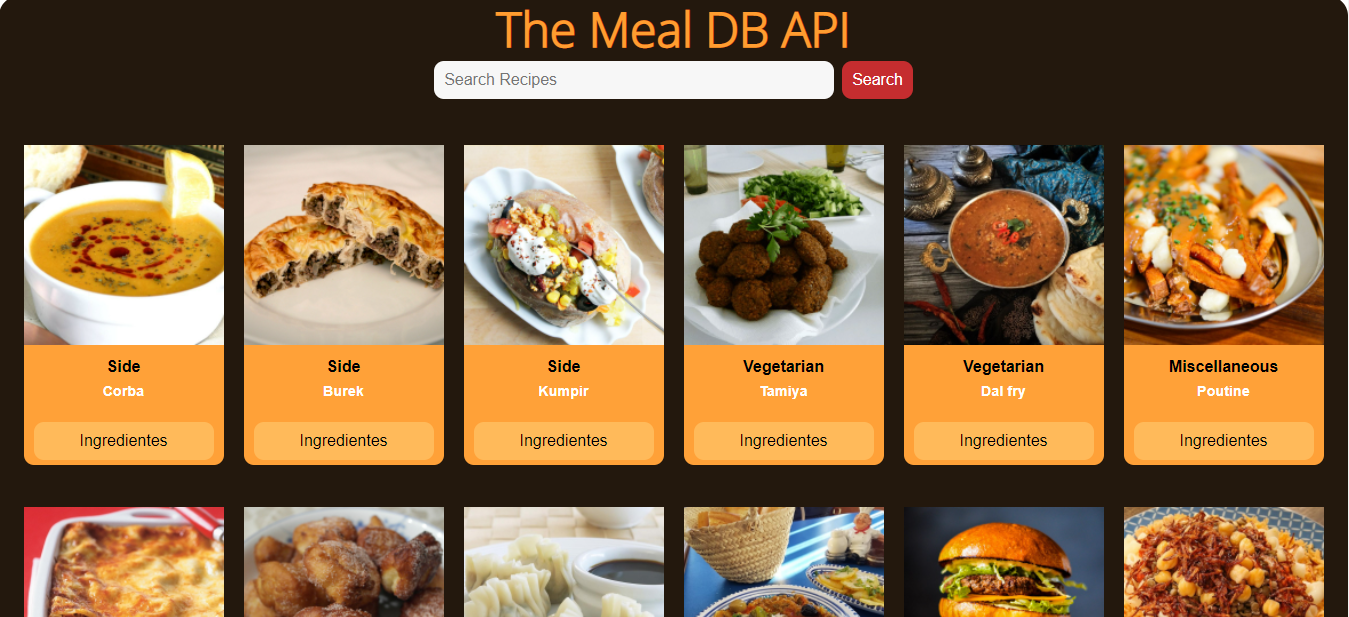 The Meal DB API
Search Recipes
Search
Side
Corba
Ingredientes
Side
Burek
Ingredientes
Side
Kumpir
Ingredientes
Vegetarian
Tamiya
Ingredientes
Vegetarian
Dal fry
Ingredientes
Miscellaneous
Poutine
Ingredientes